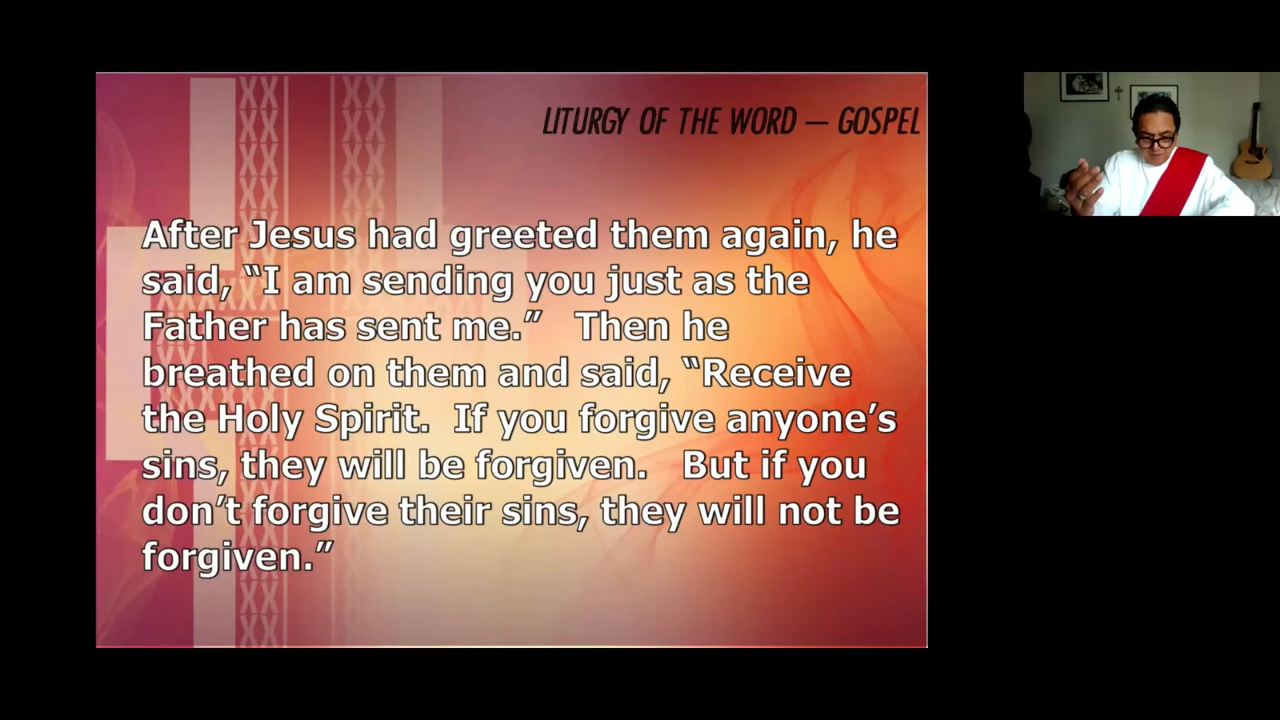 LITURGY OF THE WORD – GOSPEL
After Jesus had greeted them again, he
said, “I am sending you just as the
Father has sent me.” Then he
breathed on them and said, “Receive
the Holy Spirit. If you forgive anyone’s
sins, they will be forgiven. But if you
don’t forgive their sins, they will not be
forgiven.”